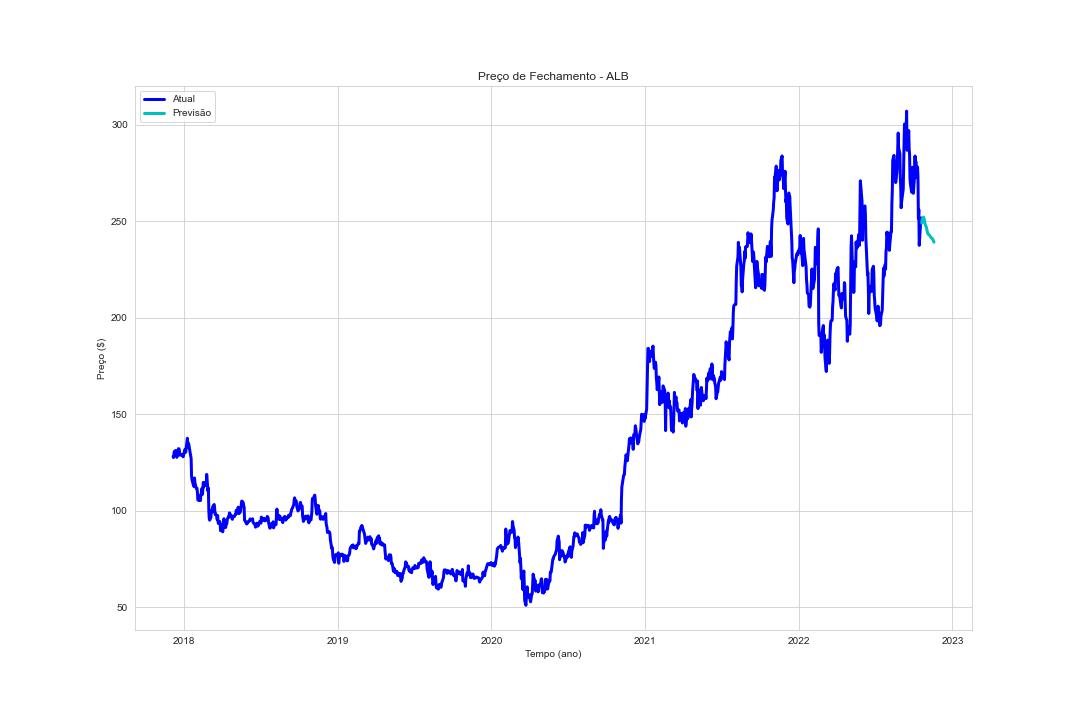 Preço de Fechamento - ALB
Atual
Previsão
300
250
200
150
100
50
Preço ($)
2018 2019 2020 2021 2022 2023
Tempo (ano)